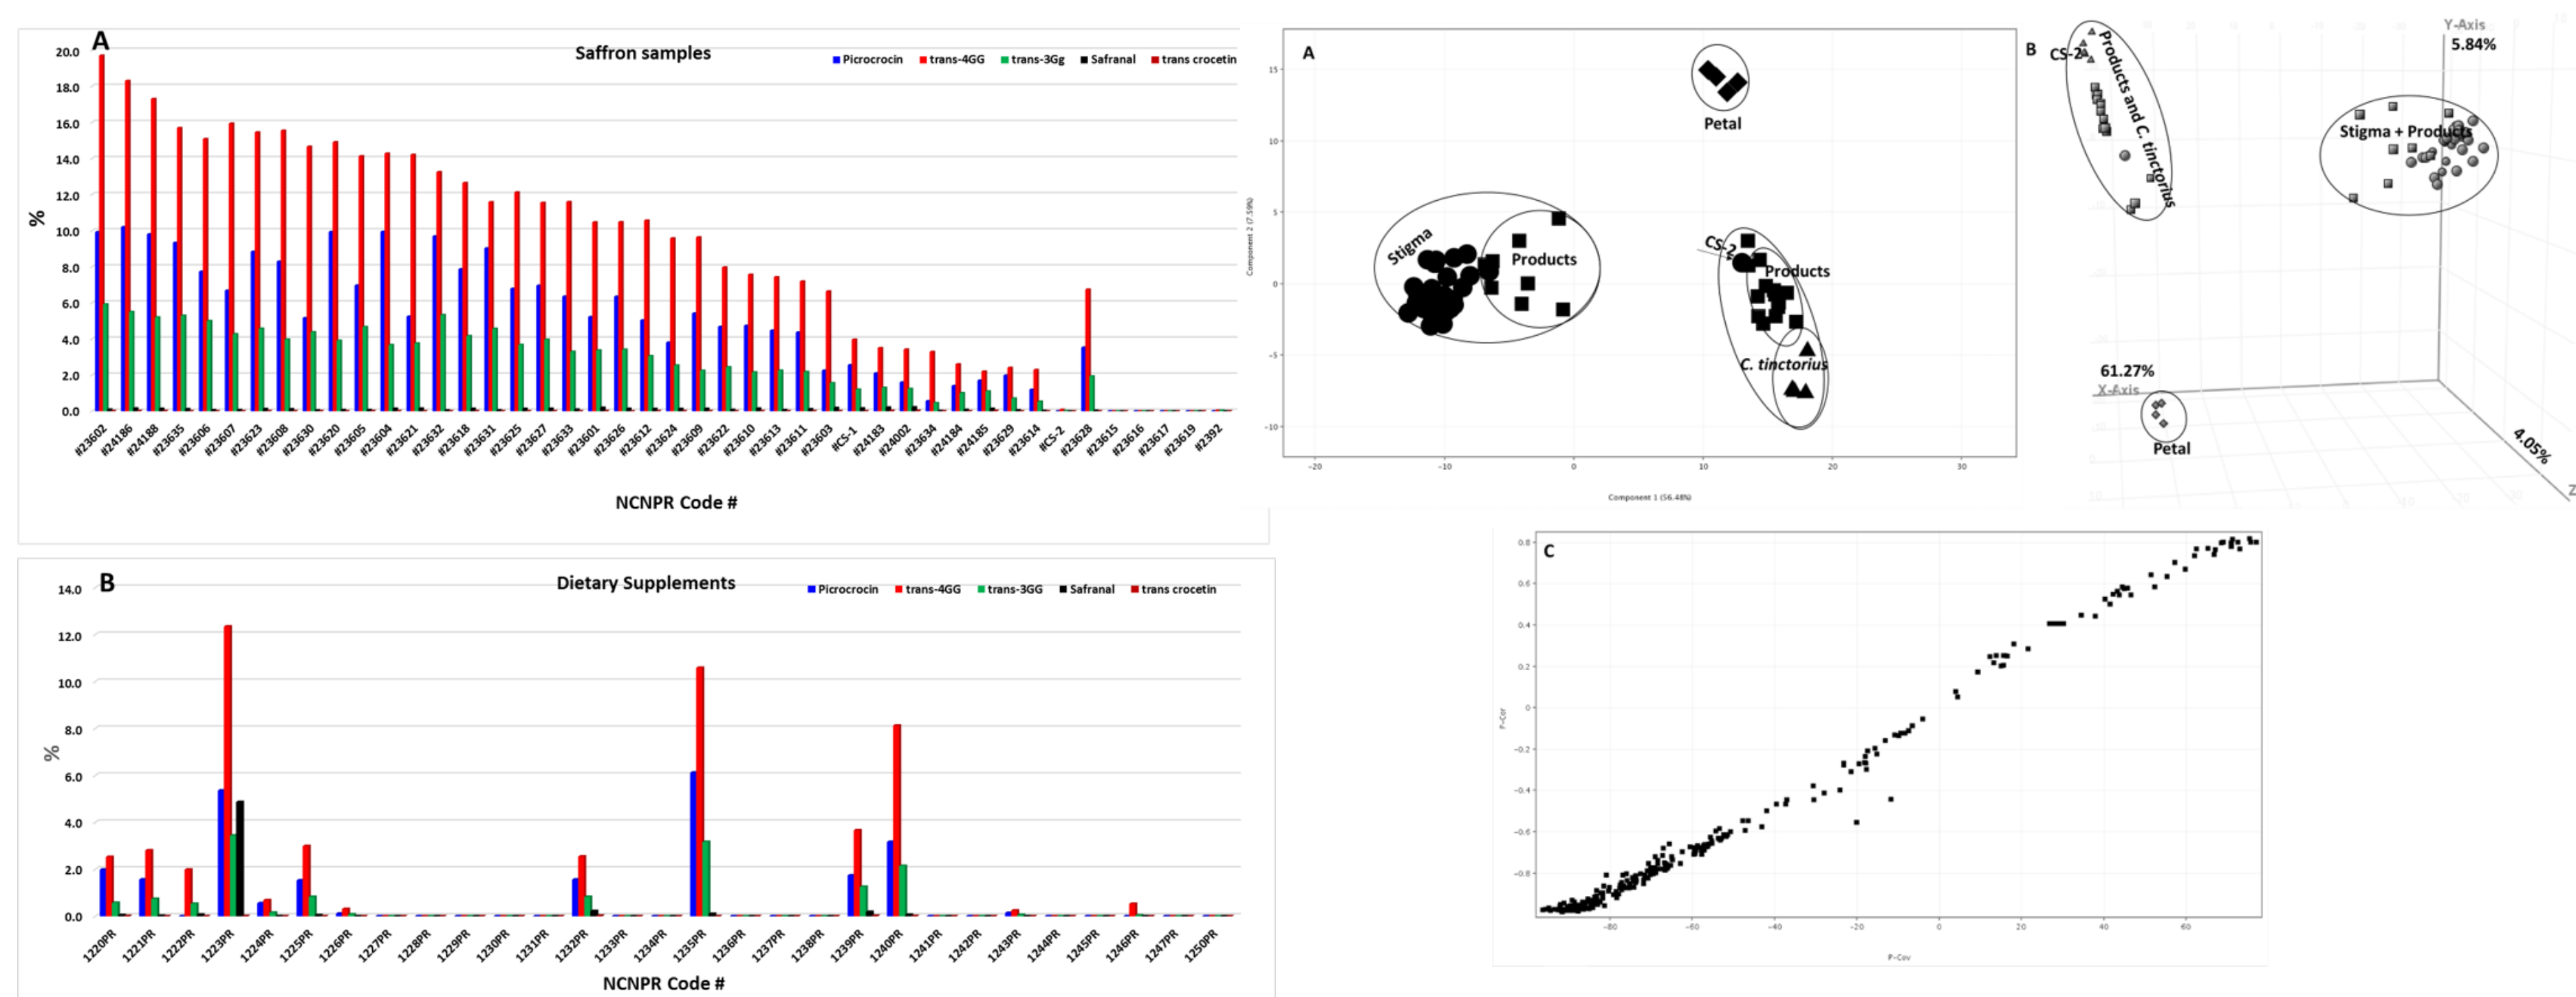 A
Saffron samples
Picrocrocin trans-4GG trans-3Gg Safranal trans crocetin
20.0
18.0
16.0
14.0
12.0
10.0
8.0
6.0
4.0
2.0
0.0
%
#23602 #24186 #24188 #23635 #23606 #23607 #23623 #23608 #23630 #23620 #23605 #23604 #23621 #23632 #23618 #23631 #23625 #23627 #23633 #23601 #23626 #23612 #23624 #23609 #23622 #23610 #23613 #23611 #23603 #CS-1 #24183 #24002 #23634 #24184 #24185 #23629 #23614 #CS-2 #23628 #23615 #23616 #23617 #23619 #2392
NCNPR Code #
B
Dietary Supplements
Picrocrocin trans-4GG trans-3GG Safranal trans crocetin
14.0
12.0
10.0
8.0
6.0
4.0
2.0
0.0
%
1220PR 1221PR 1222PR 1223PR 1224PR 1225PR 1226PR 1227PR 1228PR 1229PR 1230PR 1231PR 1232PR 1233PR 1234PR 1235PR 1236PR 1237PR 1238PR 1239PR 1240PR 1241PR 1242PR 1243PR 1244PR 1245PR 1246PR 1247PR 1250PR
NCNPR Code #
A
15
10
5
0
-5
-10
Component 2 (7.59%)
Petal
Stigma
Products
CS-2
Products
C. tinctorius
-20 -10 0 10 20 30
Component 1 (56.48%)
B
Y-Axis
5.84%
CS-2
Products and C. tinctorius
Stigma + Products
61.27%
X-Axis
Petal
4.05%
Z
C
0.8
0.6
0.4
0.2
0
-0.2
-0.4
-0.6
-0.8
P-Cor
-80 -60 -40 -20 0 20 40 60
P-Cov